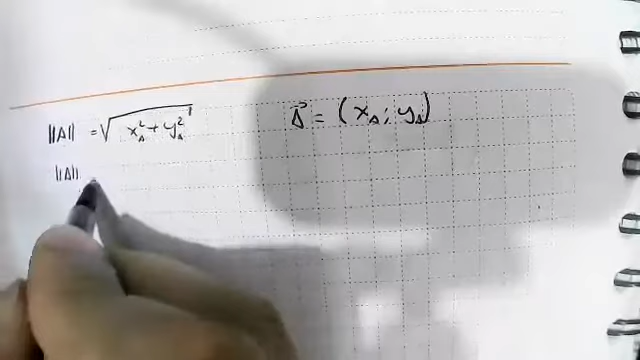 ||A|| = √(x_A² + y_A²)
A⃗ = (x_A ; y_A)
||A||